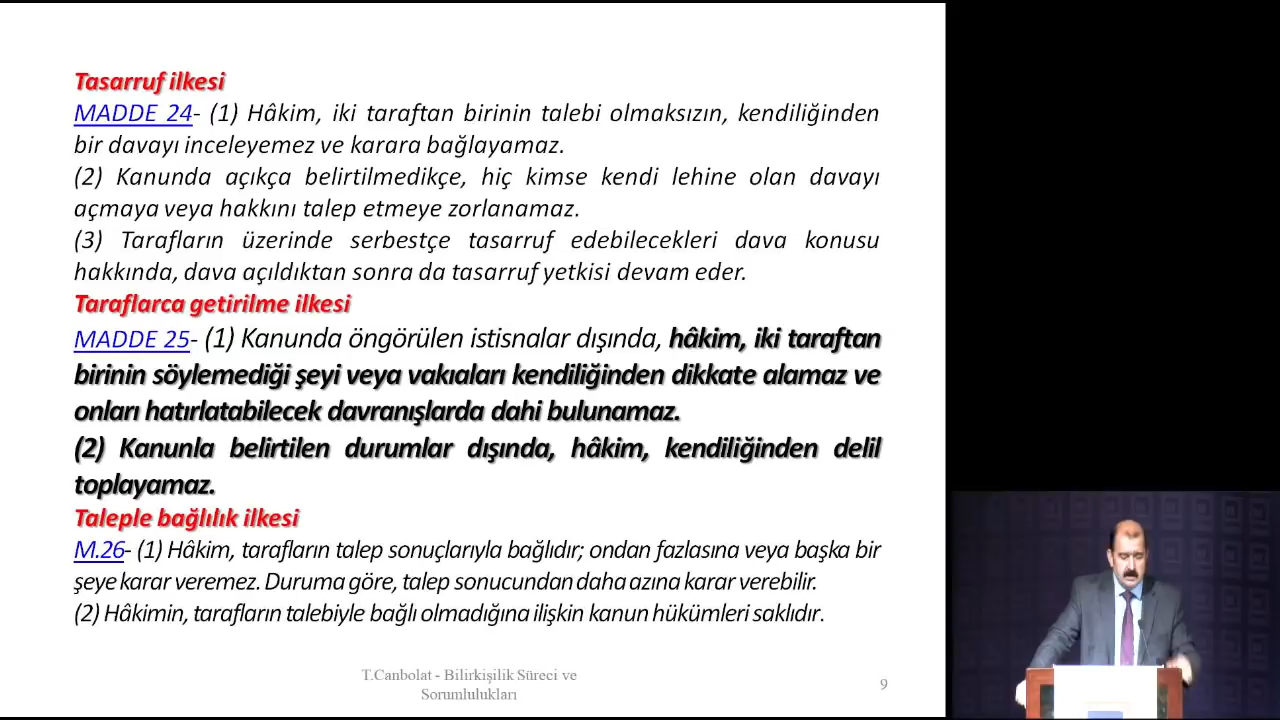 Tasarruf ilkesi
MADDE 24- (1) Hâkim, iki taraftan birinin talebi olmaksızın, kendiliğinden
bir davayı inceleyemez ve karara bağlayamaz.
(2) Kanunda açıkça belirtilmedikçe, hiç kimse kendi lehine olan davayı
açmaya veya hakkını talep etmeye zorlanamaz.
(3) Tarafların üzerinde serbestçe tasarruf edebilecekleri dava konusu
hakkında, dava açıldıktan sonra da tasarruf yetkisi devam eder.
Taraflarca getirilme ilkesi
MADDE 25- (1) Kanunda öngörülen istisnalar dışında, hâkim, iki taraftan
birinin söylemediği şeyi veya vakıaları kendiliğinden dikkate alamaz ve
onları hatırlatabilecek davranışlarda dahi bulunamaz.
(2) Kanunla belirtilen durumlar dışında, hâkim, kendiliğinden delil
toplayamaz.
Taleple bağlılık ilkesi
M.26- (1) Hâkim, tarafların talep sonuçlarıyla bağlıdır; ondan fazlasına veya başka bir
şeye karar veremez. Duruma göre, talep sonucundan daha azına karar verebilir.
(2) Hâkimin, tarafların talebiyle bağlı olmadığına ilişkin kanun hükümleri saklıdır.
T.Canbolat - Bilirkişilik Süreci ve
Sorumlulukları
9